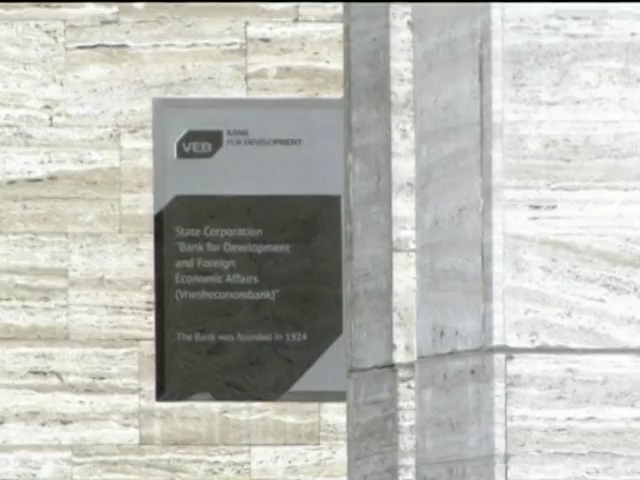 VEB
BANK
FOR DEVELOPMENT
State Corporation
"Bank for Development
and Foreign
Economic Affairs
(Vnesheconombank)"
The Bank was founded in 1924